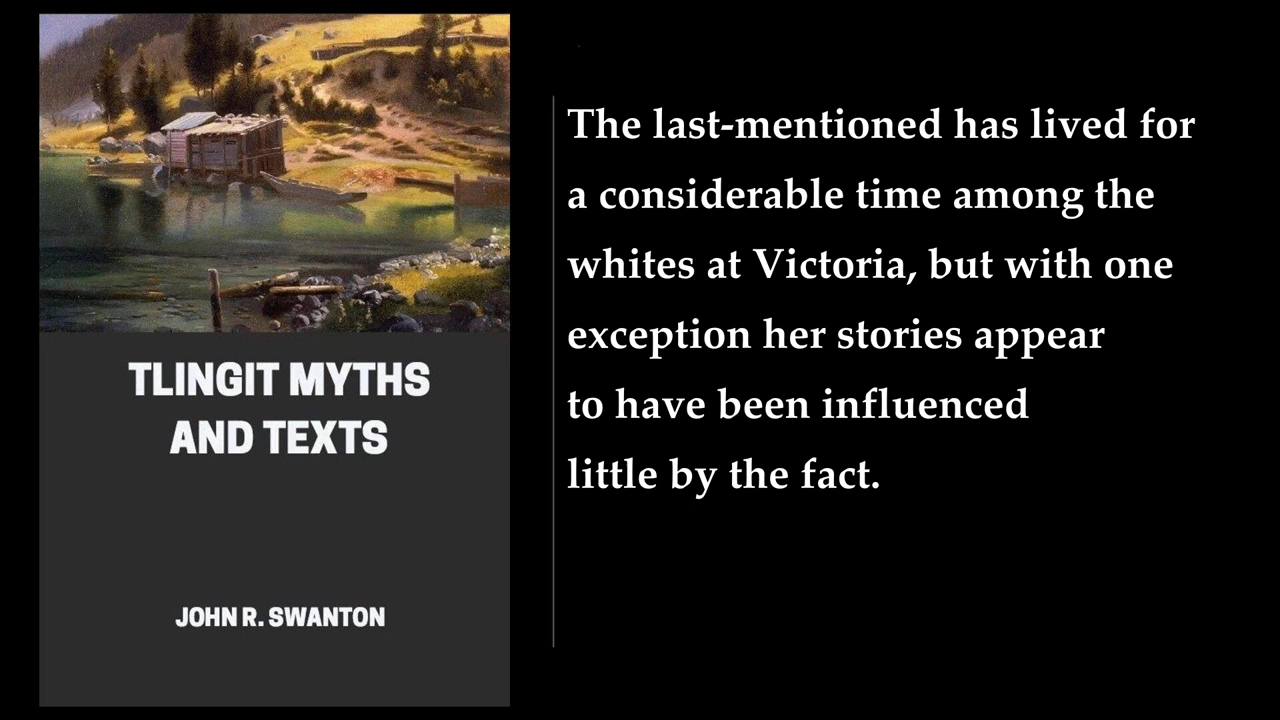 TLINGIT MYTHS
AND TEXTS
JOHN R. SWANTON
The last-mentioned has lived for
a considerable time among the
whites at Victoria, but with one
exception her stories appear
to have been influenced
little by the fact.